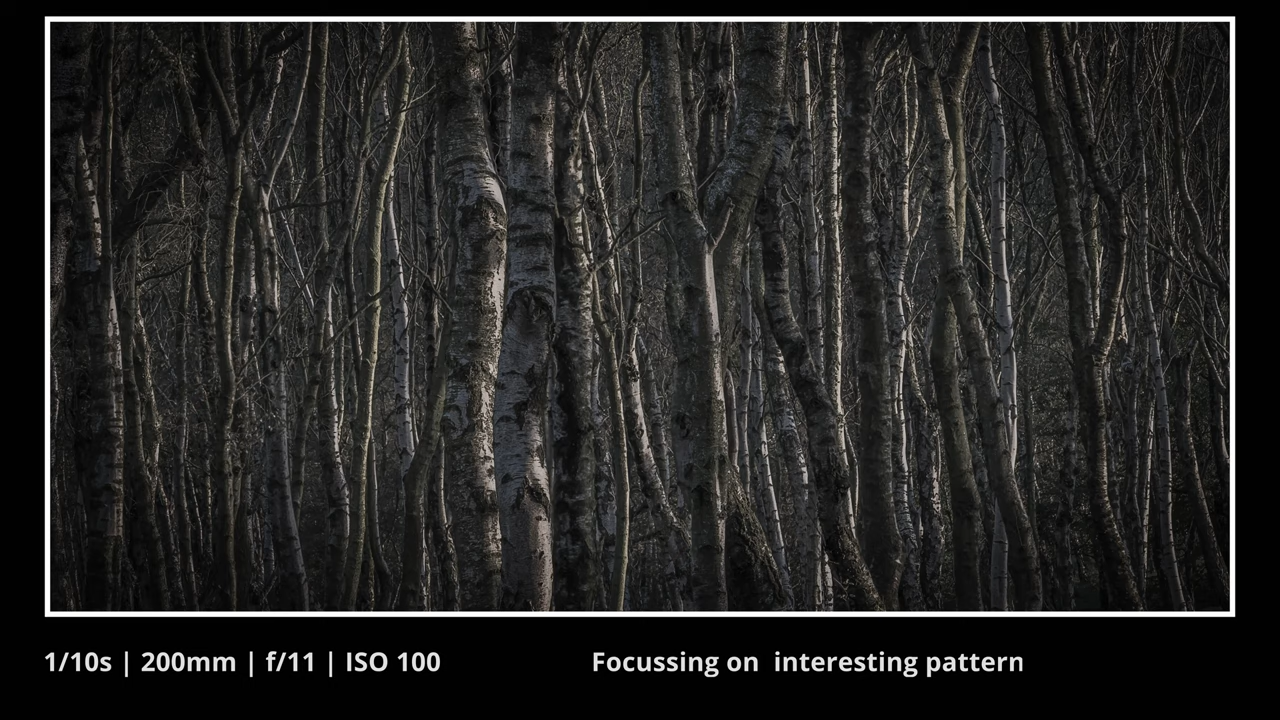 1/10s | 200mm | f/11 | ISO 100
Focussing on  interesting pattern